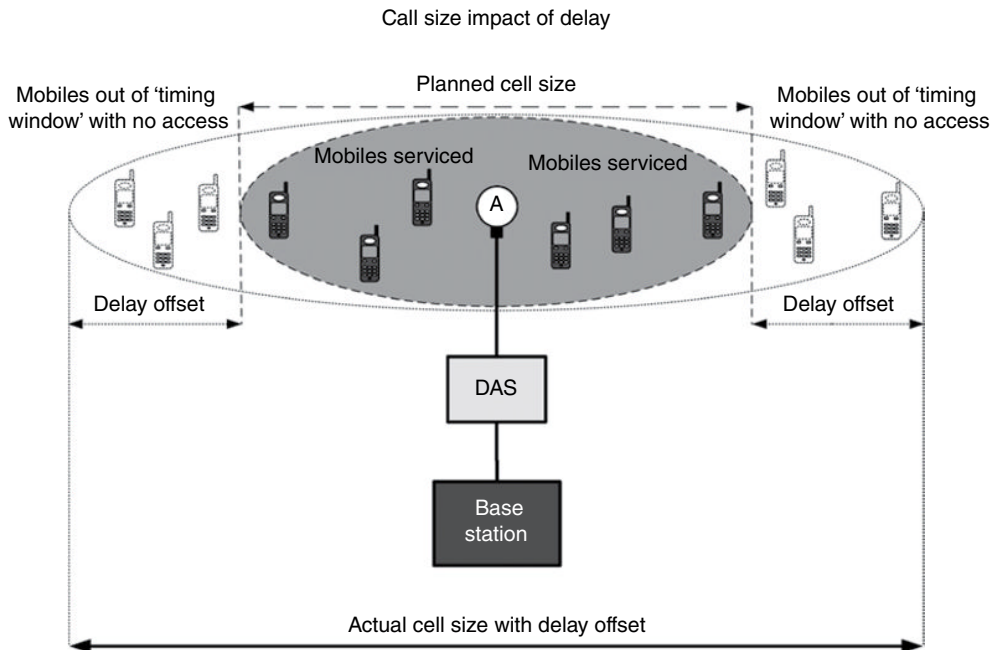 Call size impact of delay
Mobiles out of 'timing
window' with no access
Planned cell size
Mobiles out of 'timing
window' with no access
Mobiles serviced
Mobiles serviced
A
Delay offset
Delay offset
DAS
Base
station
Actual cell size with delay offset